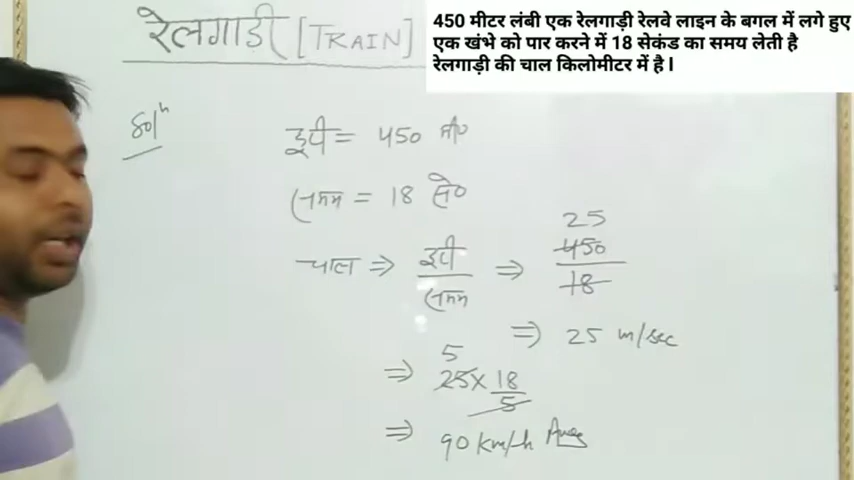 रेलगाड़ी [TRAIN]
450 मीटर लंबी एक रेलगाड़ी रेलवे लाइन के बगल में लगे हुए
एक खंभे को पार करने में 18 सेकंड का समय लेती है
रेलगाड़ी की चाल किलोमीटर में है।
Solⁿ
दूरी = 450 मी०
समय = 18 से०
चाल ⇒ दूरी/समय ⇒ 450/18 25
⇒ 25 m/sec
⇒ 25 × 18/5 5
⇒ 90 km/h Ans